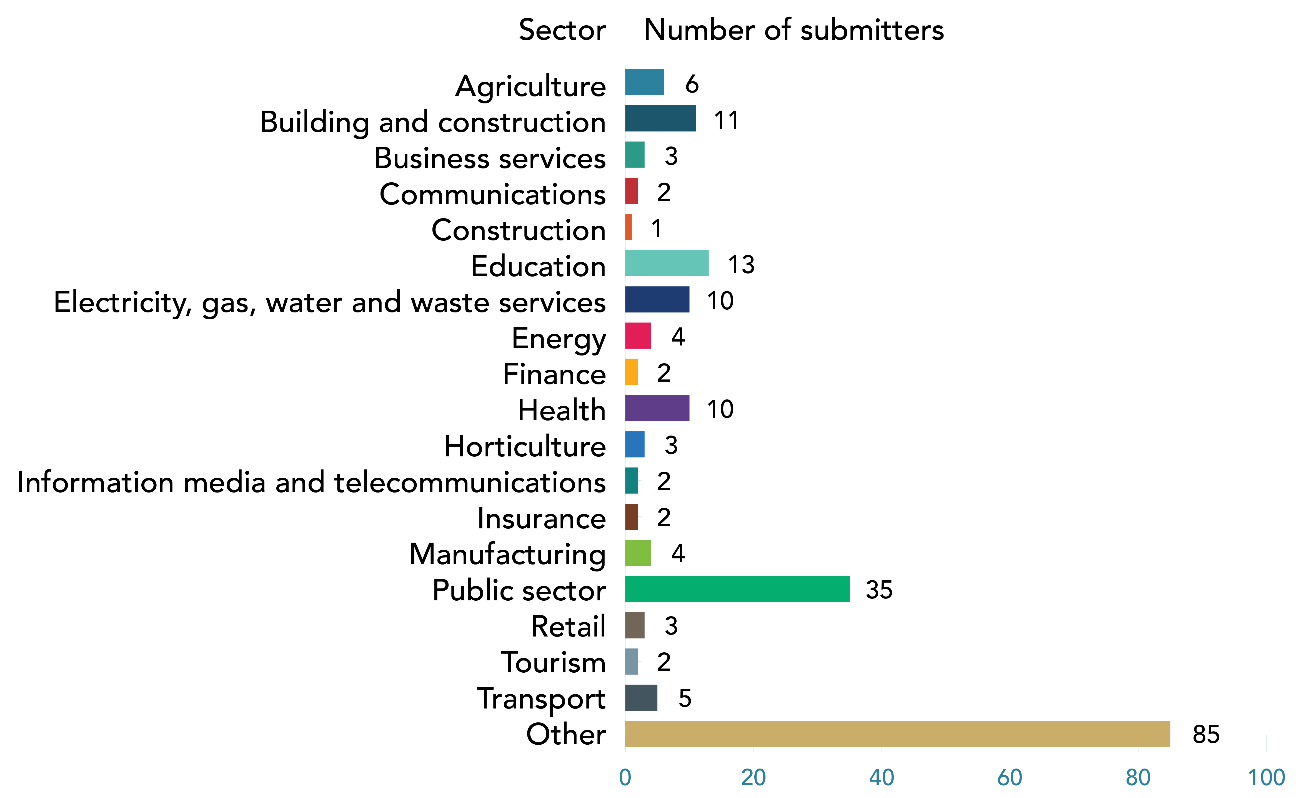 Sector Number of submitters
Agriculture 6
Building and construction 11
Business services 3
Communications 2
Construction 1
Education 13
Electricity, gas, water and waste services 10
Energy 4
Finance 2
Health 10
Horticulture 3
Information media and telecommunications 2
Insurance 2
Manufacturing 4
Public sector 35
Retail 3
Tourism 2
Transport 5
Other 85
0 20 40 60 80 100